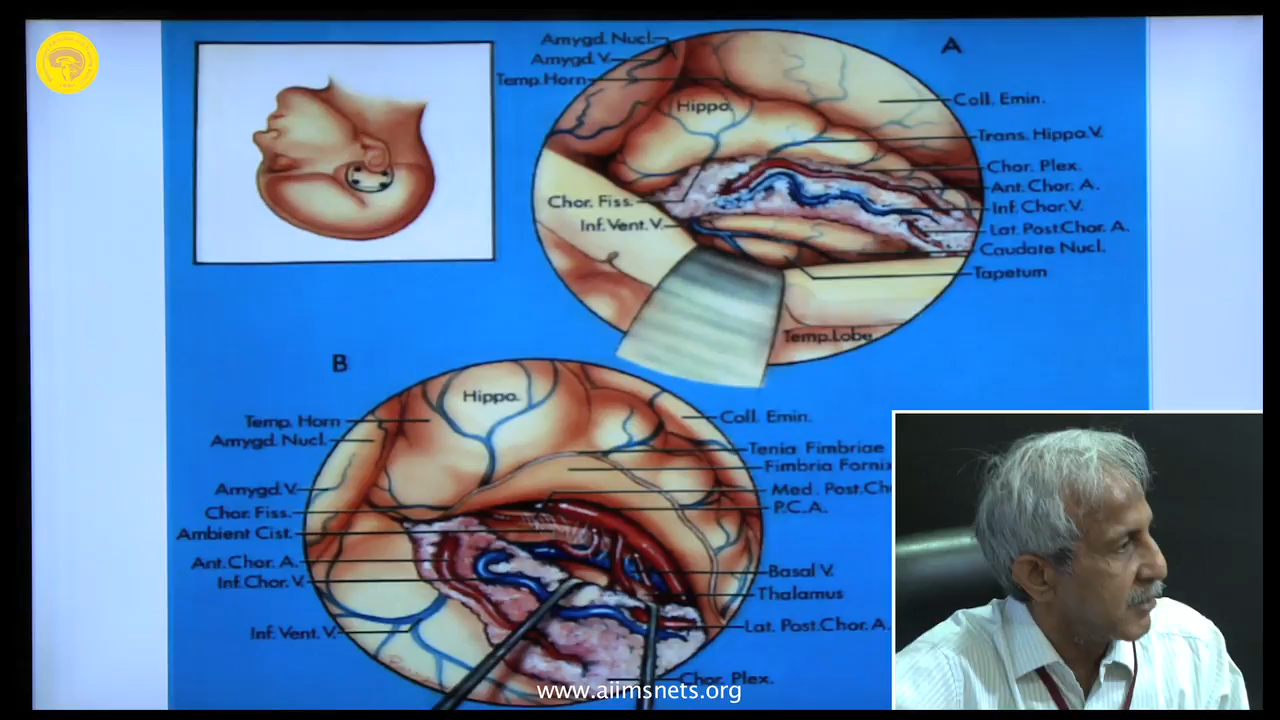 A
Amygd. Nucl.
Amygd. V.
Temp. Horn
Hippo.
Coll. Emin.
Trans. Hippo. V.
Chor. Plex.
Ant. Chor. A.
Chor. Fiss.
Inf. Chor. V.
Inf. Vent. V.
Lat. Post. Chor. A.
Caudate Nucl.
Tapetum
Temp. Lobe
B
Hippo.
Temp. Horn
Coll. Emin.
Amygd. Nucl.
Tenia Fimbriae
Fimbria Fornix
Amygd. V.
Med. Post. Ch
P.C.A.
Chor. Fiss.
Ambient Cist.
Ant. Chor. A.
Basal V.
Inf. Chor. V.
Thalamus
Inf. Vent. V.
Lat. Post. Chor. A.
Chor. Plex.
www.aiimsnets.org